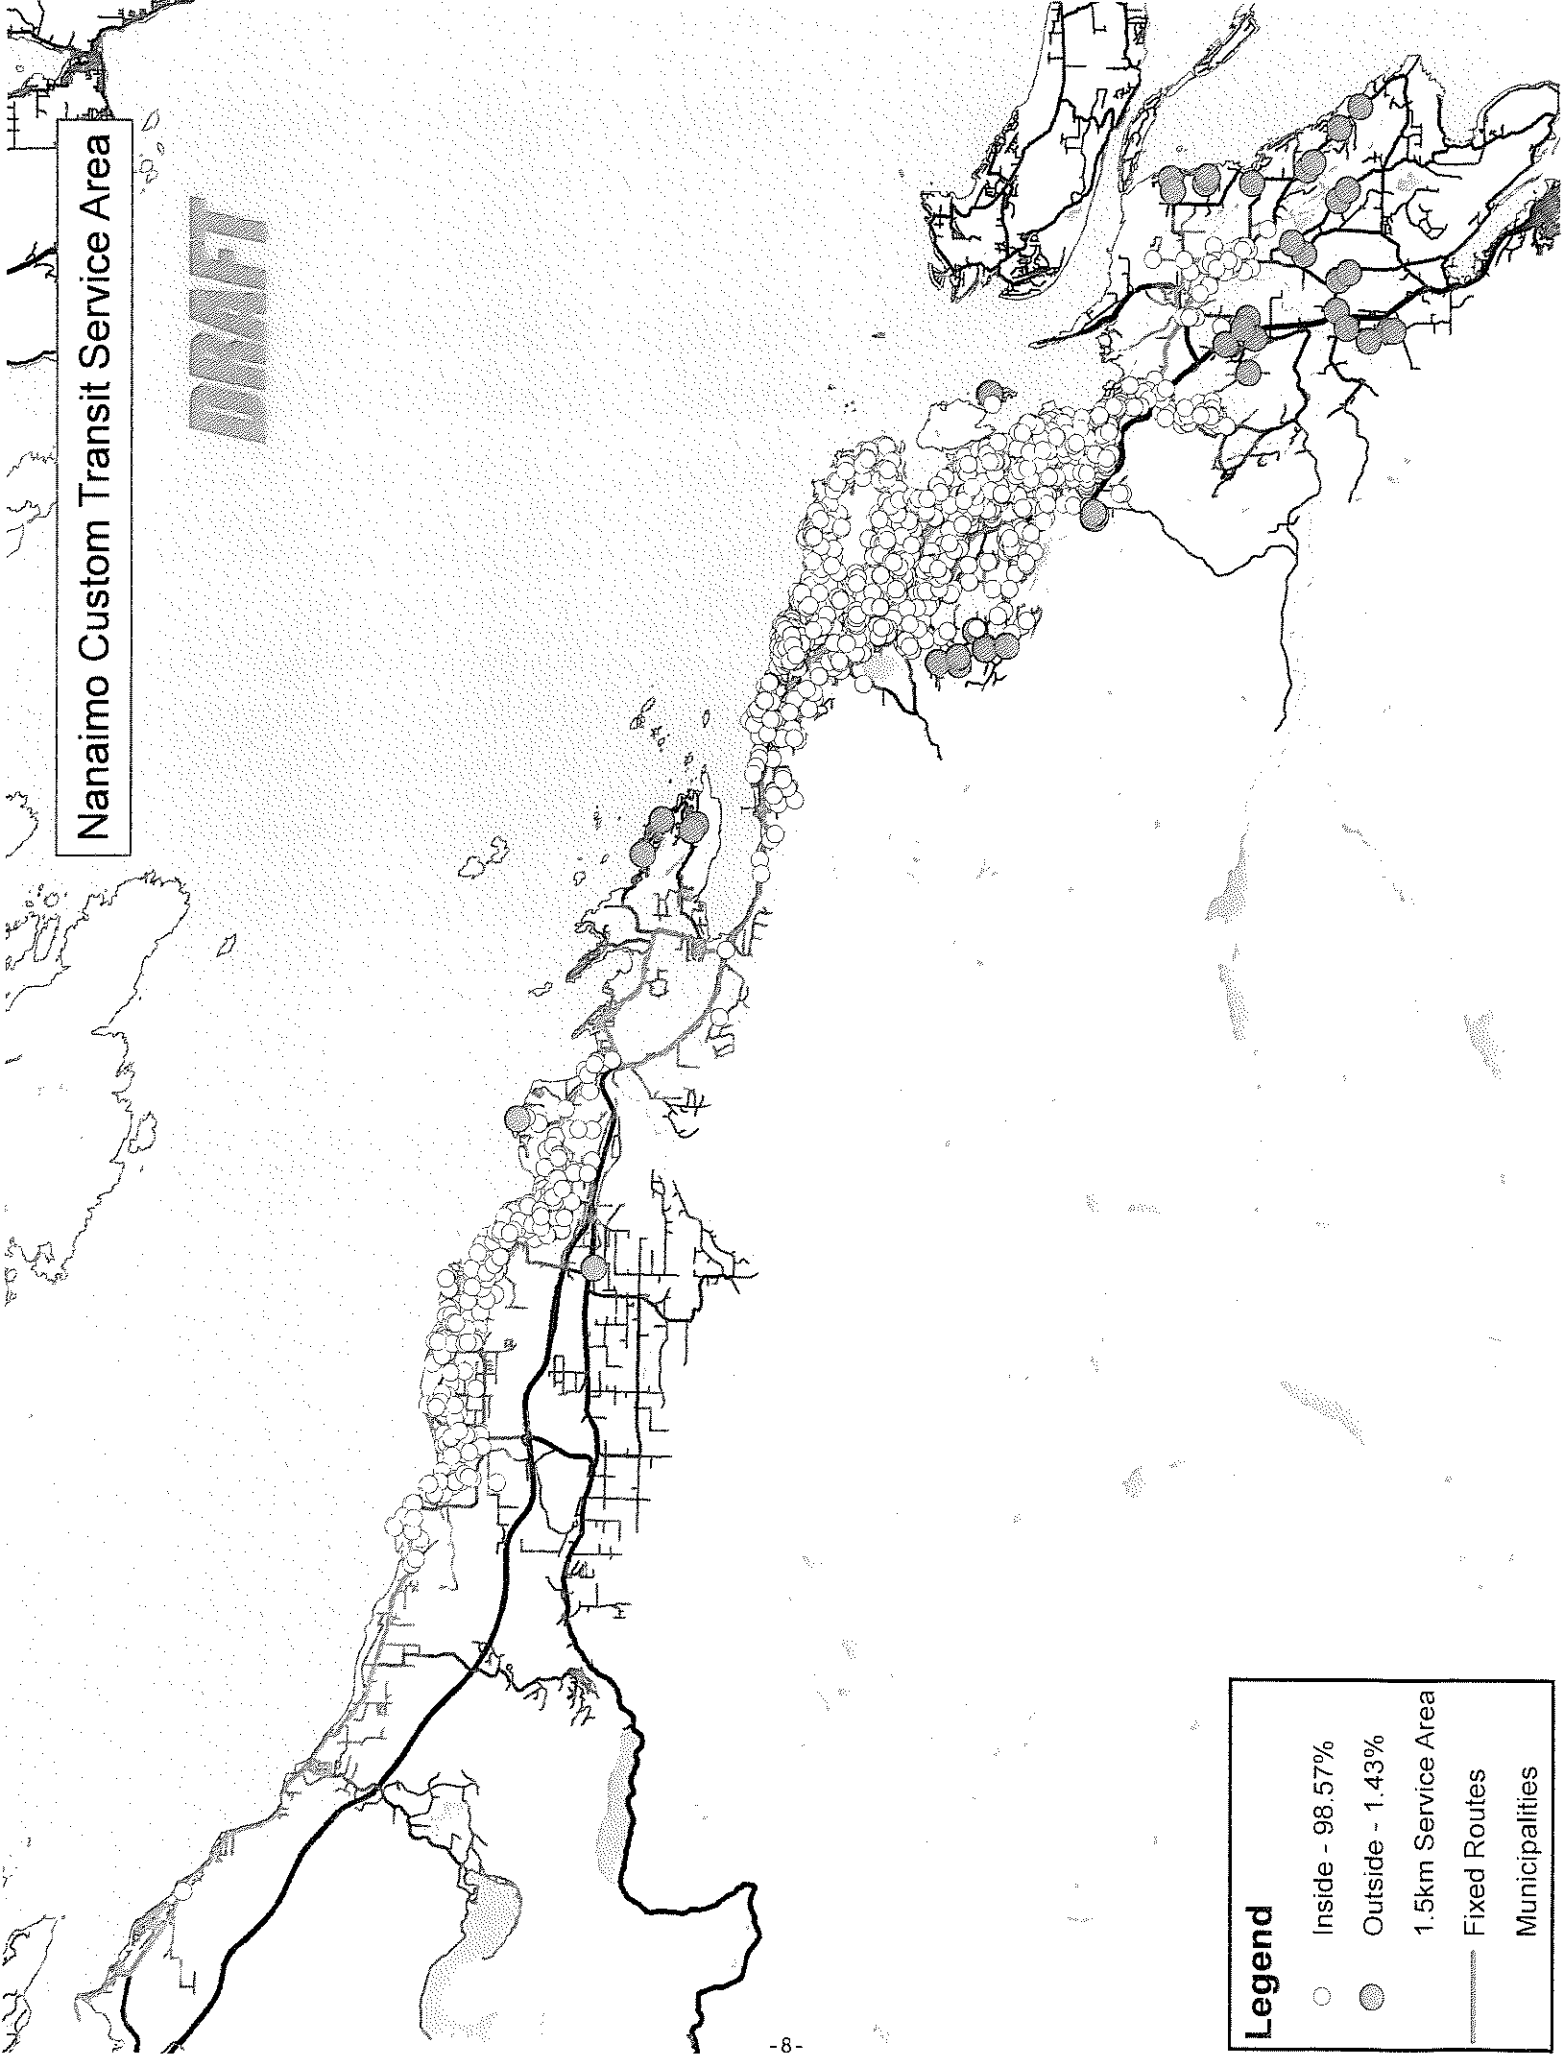 Nanaimo Custom Transit Service Area
DRAFT
Legend
Inside - 98.57%
Outside - 1.43%
1.5km Service Area
Fixed Routes
Municipalities
-8-